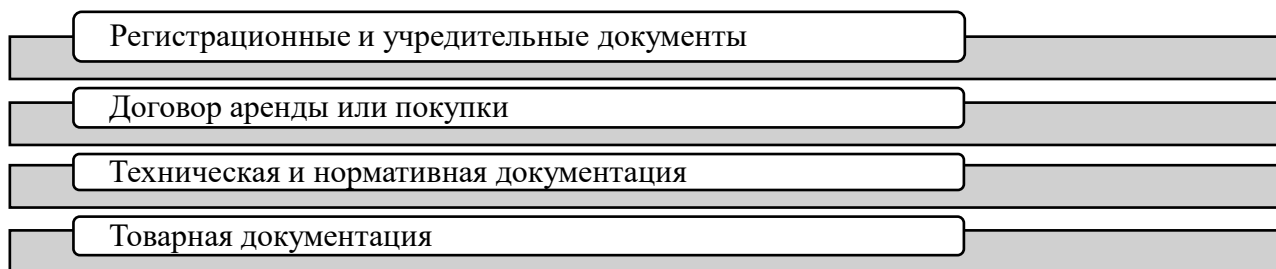 Регистрационные и учредительные документы
Договор аренды или покупки
Техническая и нормативная документация
Товарная документация